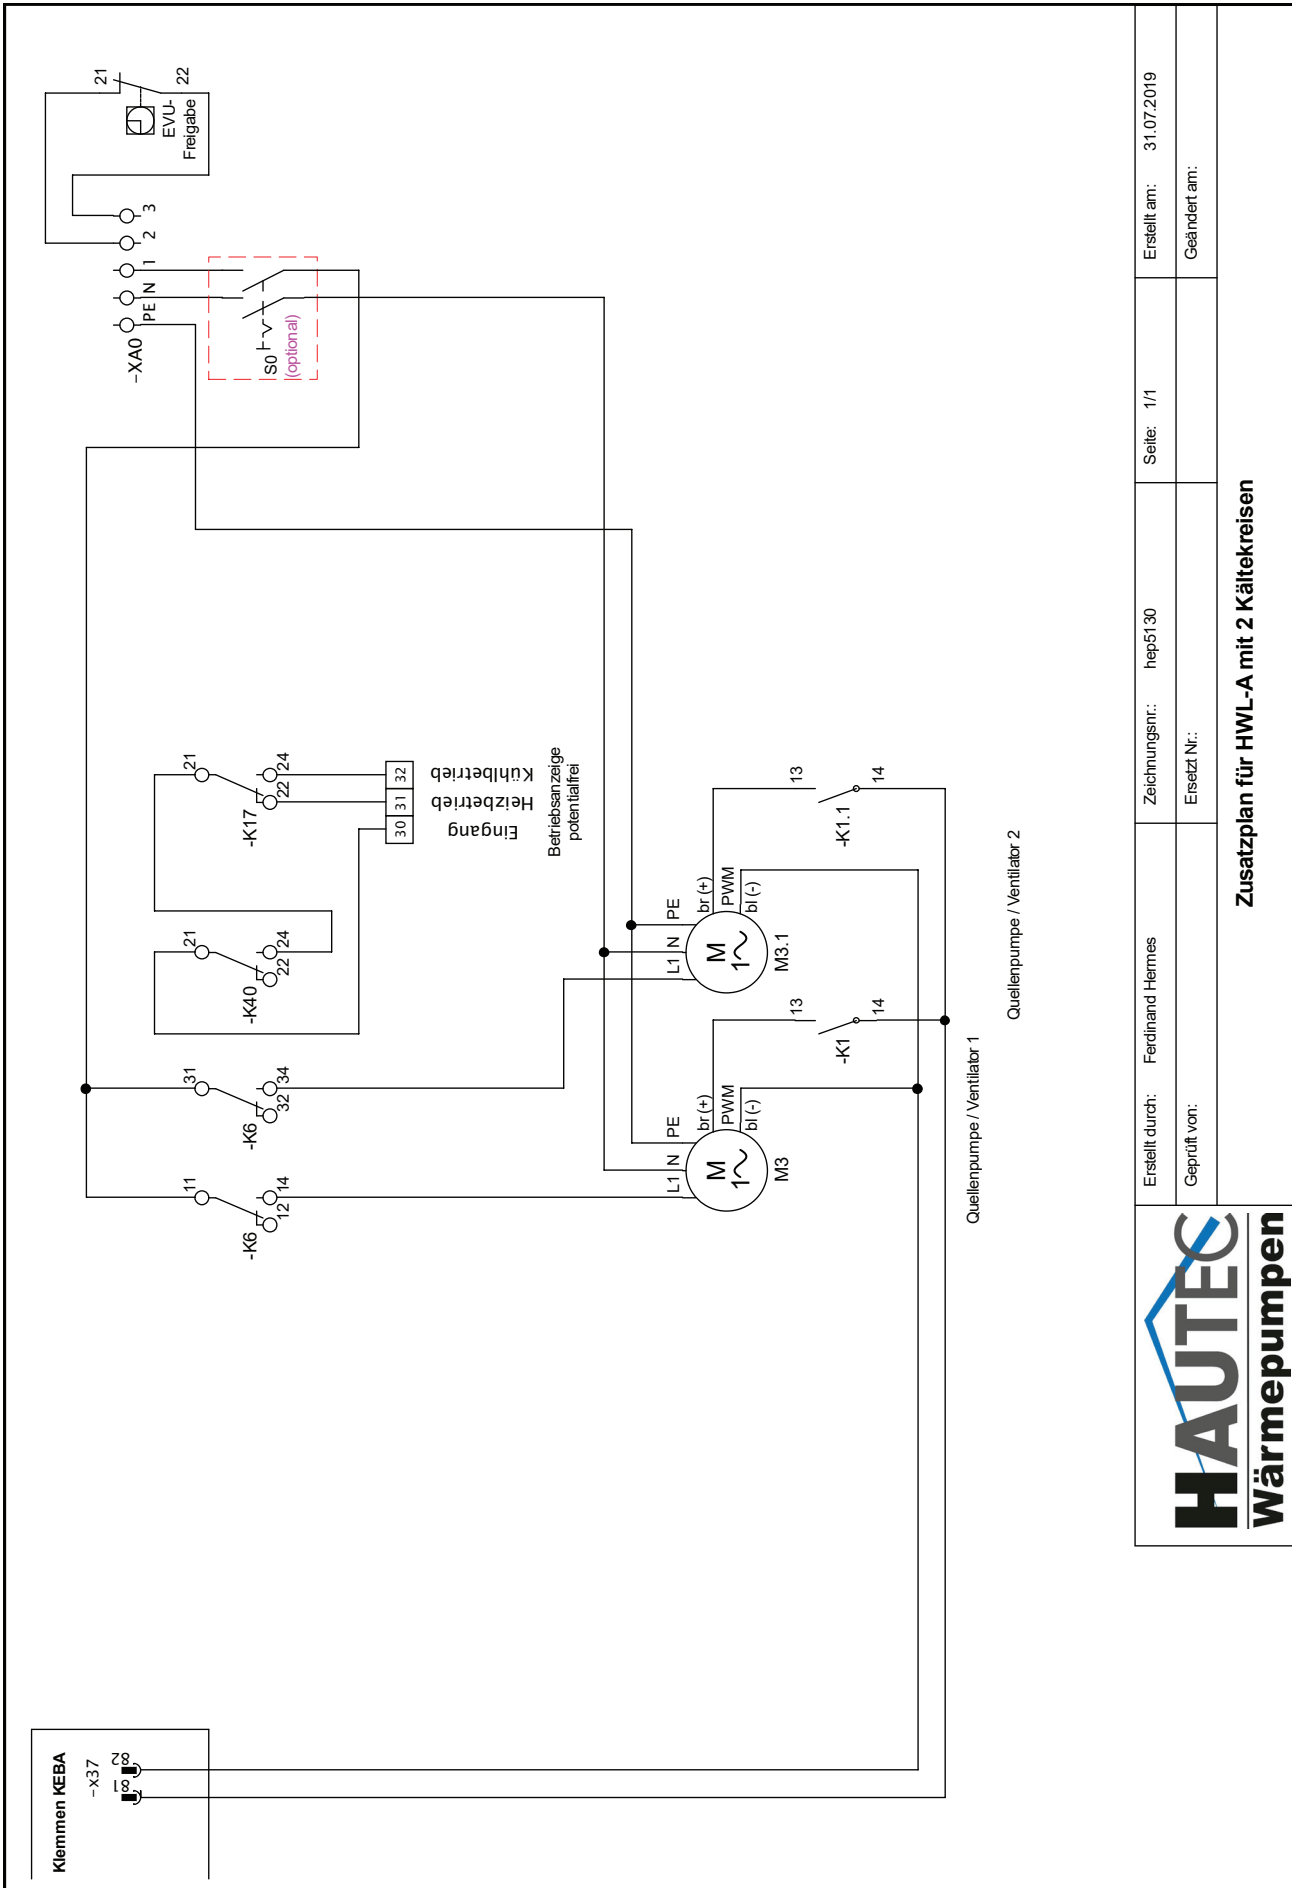 Klemmen KEBA
–x37
81
82
-K6
11
12
14
-K6
31
32
34
-K40
21
22
24
-K17
21
22
24
30
31
32
Eingang
Heizbetrieb
Kühlbetrieb
Betriebsanzeige
potentialfrei
–XA0
PE
N
1
2
3
S0
(optional)
21
22
EVU-
Freigabe
L1
N
PE
M
1
br (+)
PWM
bl (-)
M3
-K1
13
14
Quellenpumpe / Ventilator 1
L1
N
PE
M
1
br (+)
PWM
bl (-)
M3.1
-K1.1
13
14
Quellenpumpe / Ventilator 2
HAUTEC
Wärmepumpen
Erstellt durch: Ferdinand Hermes
Zeichnungsnr.: hep5130
Seite: 1/1
Erstellt am: 31.07.2019
Geprüft von:
Ersetzt Nr.:
Geändert am:
Zusatzplan für HWL-A mit 2 Kältekreisen